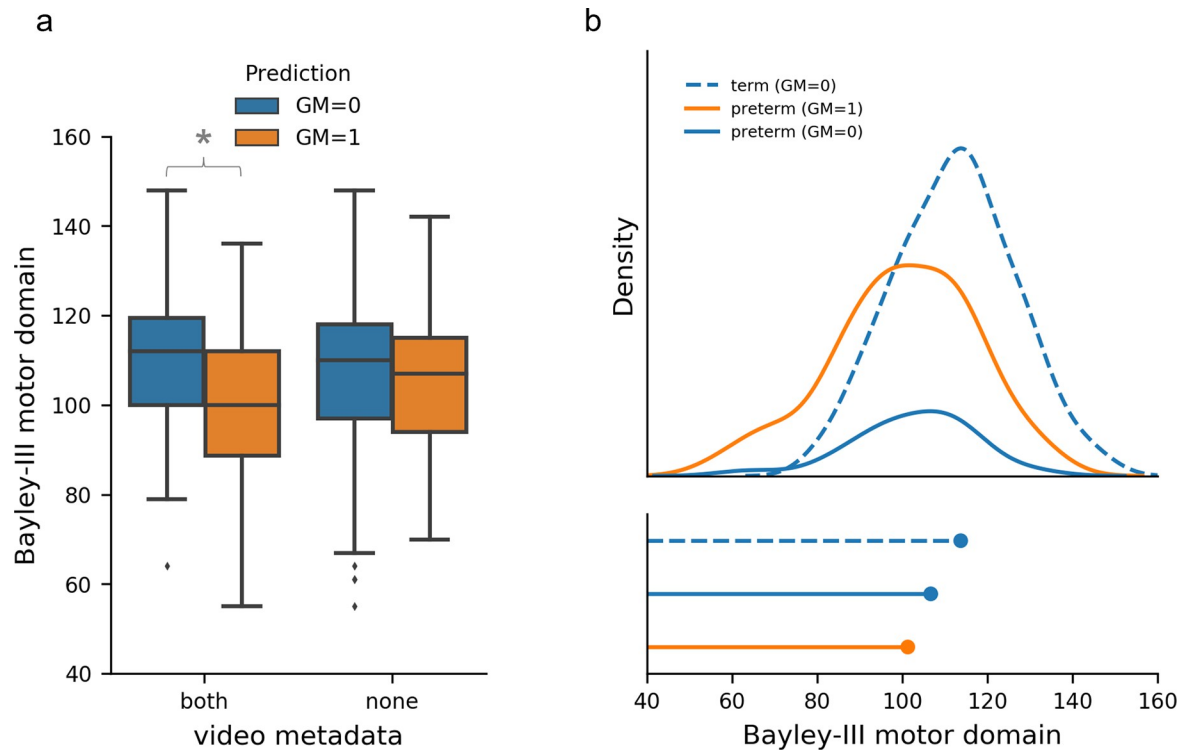 a
b
Prediction
GM=0
GM=1
*
160
140
120
100
80
60
40
Bayley-III motor domain
both none
video metadata
term (GM=0)
preterm (GM=1)
preterm (GM=0)
Density
40 60 80 100 120 140 160
Bayley-III motor domain